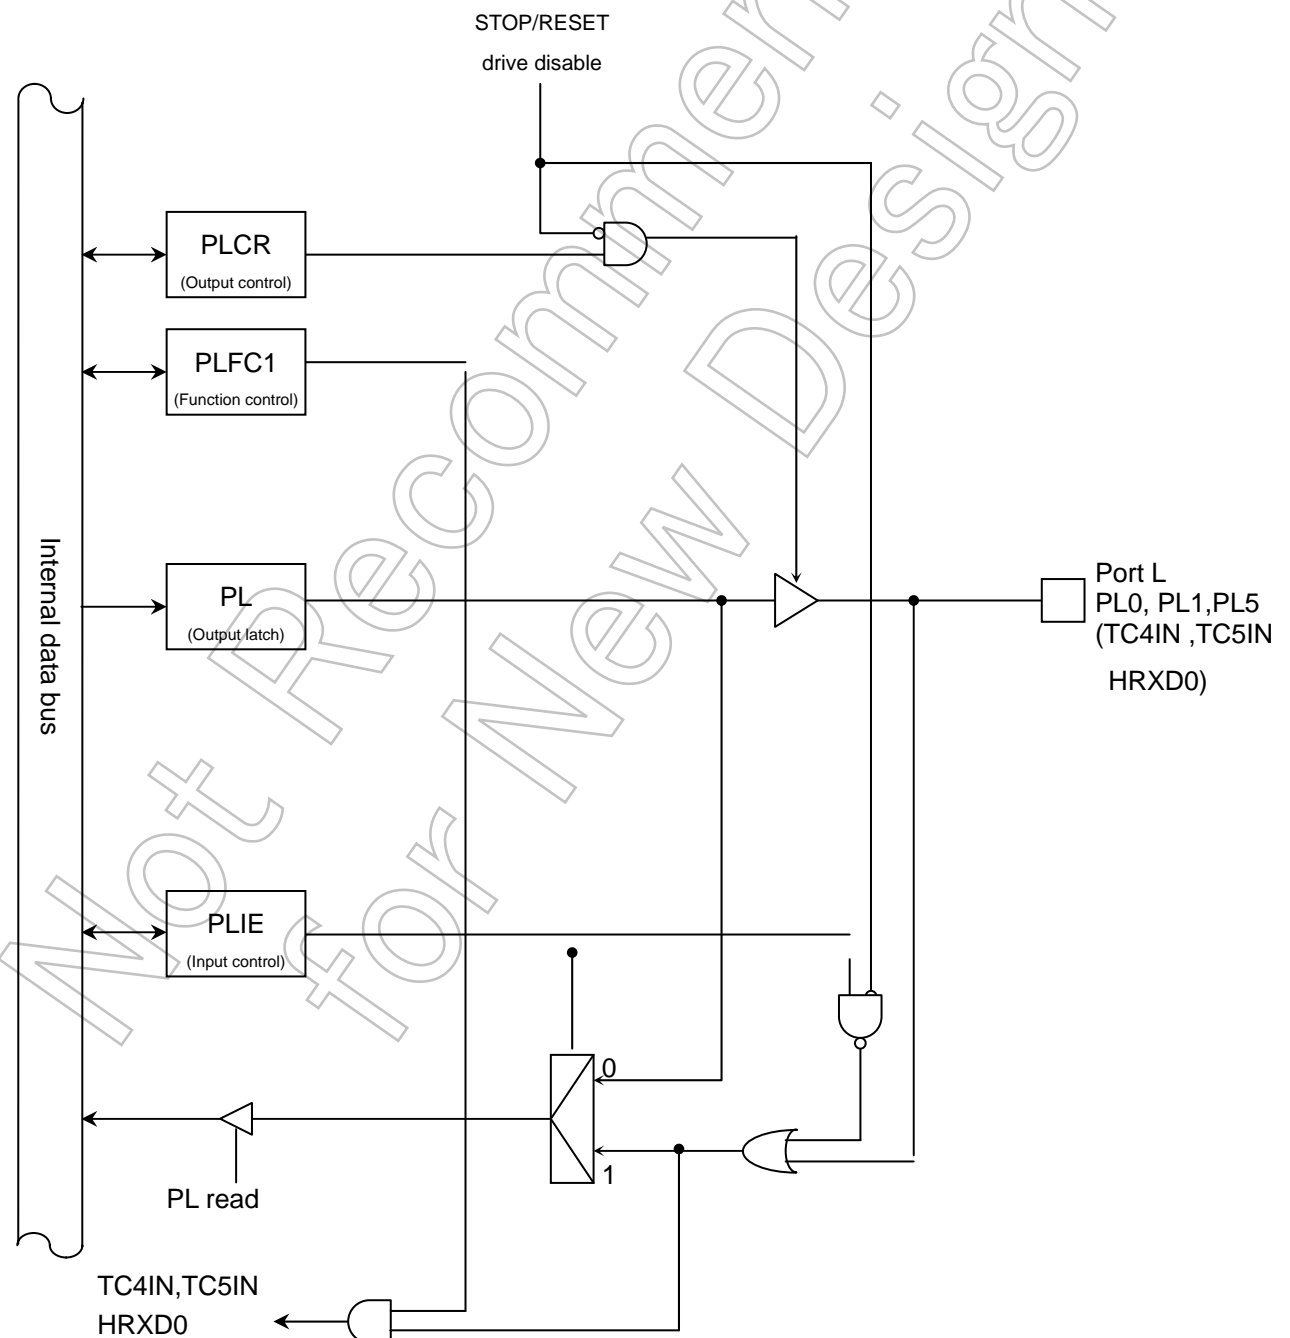 STOP/RESET
drive disable
PLCR
(Output control)
PLFC1
(Function control)
Internal data bus
PL
(Output latch)
Port L
PL0, PL1,PL5
(TC4IN ,TC5IN
HRXD0)
PLIE
(Input control)
0
1
PL read
TC4IN,TC5IN
HRXD0
Not Recommen
for New Design